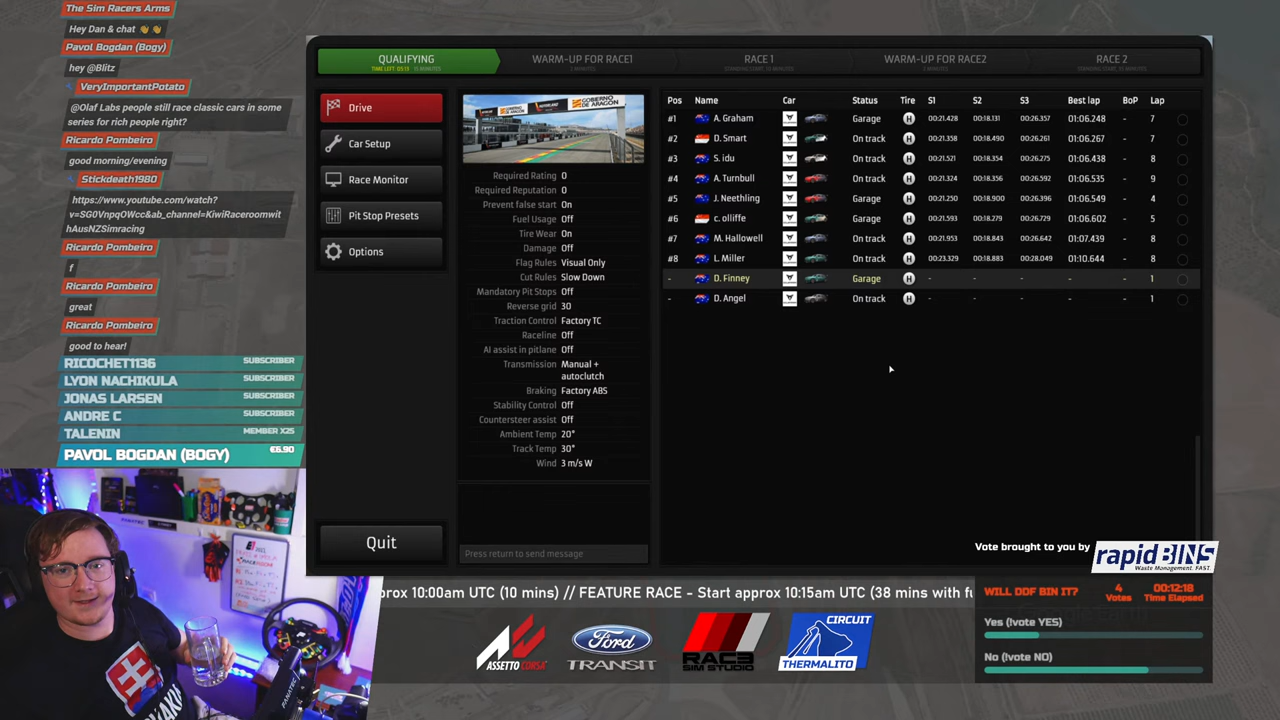 The Sim Racers Arms
Hey Dan & chat 👋 👋
Pavol Bogdan (Bogy)
hey @Blitz
VeryImportantPotato
@Olaf Labs people still race classic cars in some
series for rich people right?
Ricardo Pombeiro
good morning/evening
Stickdeath1980
https://www.youtube.com/watch?
v=SG0VnpqOWcc&ab_channel=KiwiRaceroomwit
hAusNZSimracing
Ricardo Pombeiro
f
Ricardo Pombeiro
great
Ricardo Pombeiro
good to hear!
RICOCHET1136 SUBSCRIBER
LYON NACHIKULA SUBSCRIBER
JONAS LARSEN SUBSCRIBER
ANDRE C SUBSCRIBER
TALENIN MEMBER X25
PAVOL BOGDAN (BOGY) €6.90
QUALIFYING
WARM-UP FOR RACE1
RACE 1
WARM-UP FOR RACE2
RACE 2
Drive
Car Setup
Race Monitor
Pit Stop Presets
Options
Quit
GOBIERNO DE ARAGON
Required Rating 0
Required Reputation 0
Prevent false start On
Fuel Usage Off
Tire Wear On
Damage Off
Flag Rules Visual Only
Cut Rules Slow Down
Mandatory Pit Stops Off
Reverse grid 30
Traction Control Factory TC
Raceline Off
AI assist in pitlane Off
Transmission Manual +
autoclutch
Braking Factory ABS
Stability Control Off
Countersteer assist Off
Ambient Temp 20°
Track Temp 30°
Wind 3 m/s W
Press return to send message
Pos Name Car Status Tire S1 S2 S3 Best lap BoP Lap
#1 A. Graham Garage H 00:21.428 00:18.131 00:26.357 01:06.248 - 7
#2 D. Smart On track H 00:21.388 00:18.490 00:26.261 01:06.267 - 7
#3 S. idu On track H 00:21.521 00:18.354 00:26.275 01:06.438 - 8
#4 A. Turnbull On track H 00:21.324 00:18.356 00:26.592 01:06.535 - 9
#5 J. Neethling On track H 00:21.250 00:18.900 00:26.396 01:06.549 - 4
#6 c. olliffe Garage H 00:21.593 00:18.279 00:26.729 01:06.602 - 5
#7 M. Hallowell On track H 00:21.953 00:18.843 00:26.642 01:07.439 - 8
#8 L. Miller On track H 00:23.329 00:18.883 00:28.049 01:10.644 - 8
- D. Finney Garage H - - - - - 1
- D. Angel On track H - - - - - 1
Vote brought to you by
rapidBINS
Waste Management. FAST.
prox 10:00am UTC (10 mins) // FEATURE RACE - Start approx 10:15am UTC (38 mins with fu
WILL DDF BIN IT? 4 00:12:18
Votes Time Elapsed
Yes (!vote YES)
No (!vote NO)
ASSETTO CORSA
Ford
TRANSIT
RAC3
SIM STUDIO
CIRCUIT
THERMALITO
FANATEC